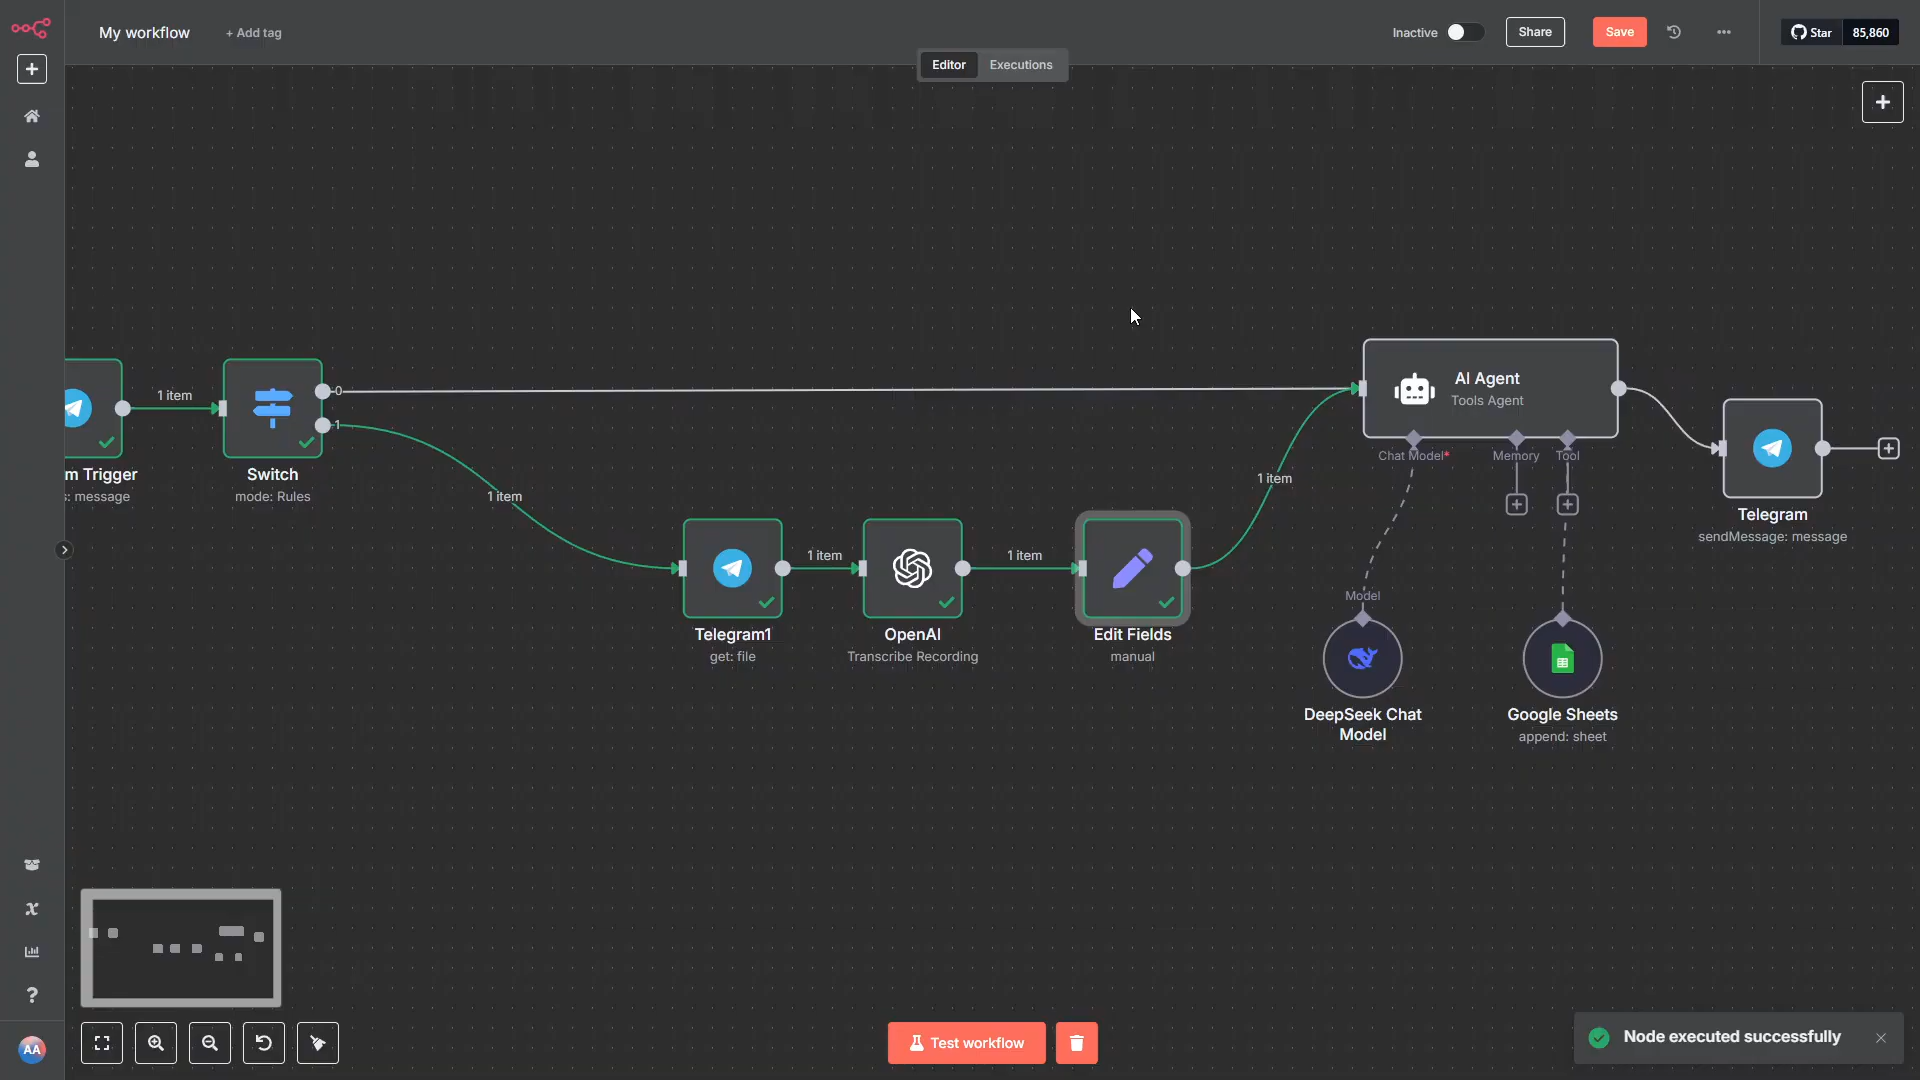 My workflow
+ Add tag
Inactive
Share
Save
Star
85,860
Editor
Executions
1 item
0
1
m Trigger
s: message
Switch
mode: Rules
1 item
Telegram1
get: file
1 item
OpenAI
Transcribe Recording
1 item
Edit Fields
manual
1 item
AI Agent
Tools Agent
Chat Model*
Memory
Tool
Model
DeepSeek Chat
Model
Google Sheets
append: sheet
Telegram
sendMessage: message
AA
Test workflow
Node executed successfully